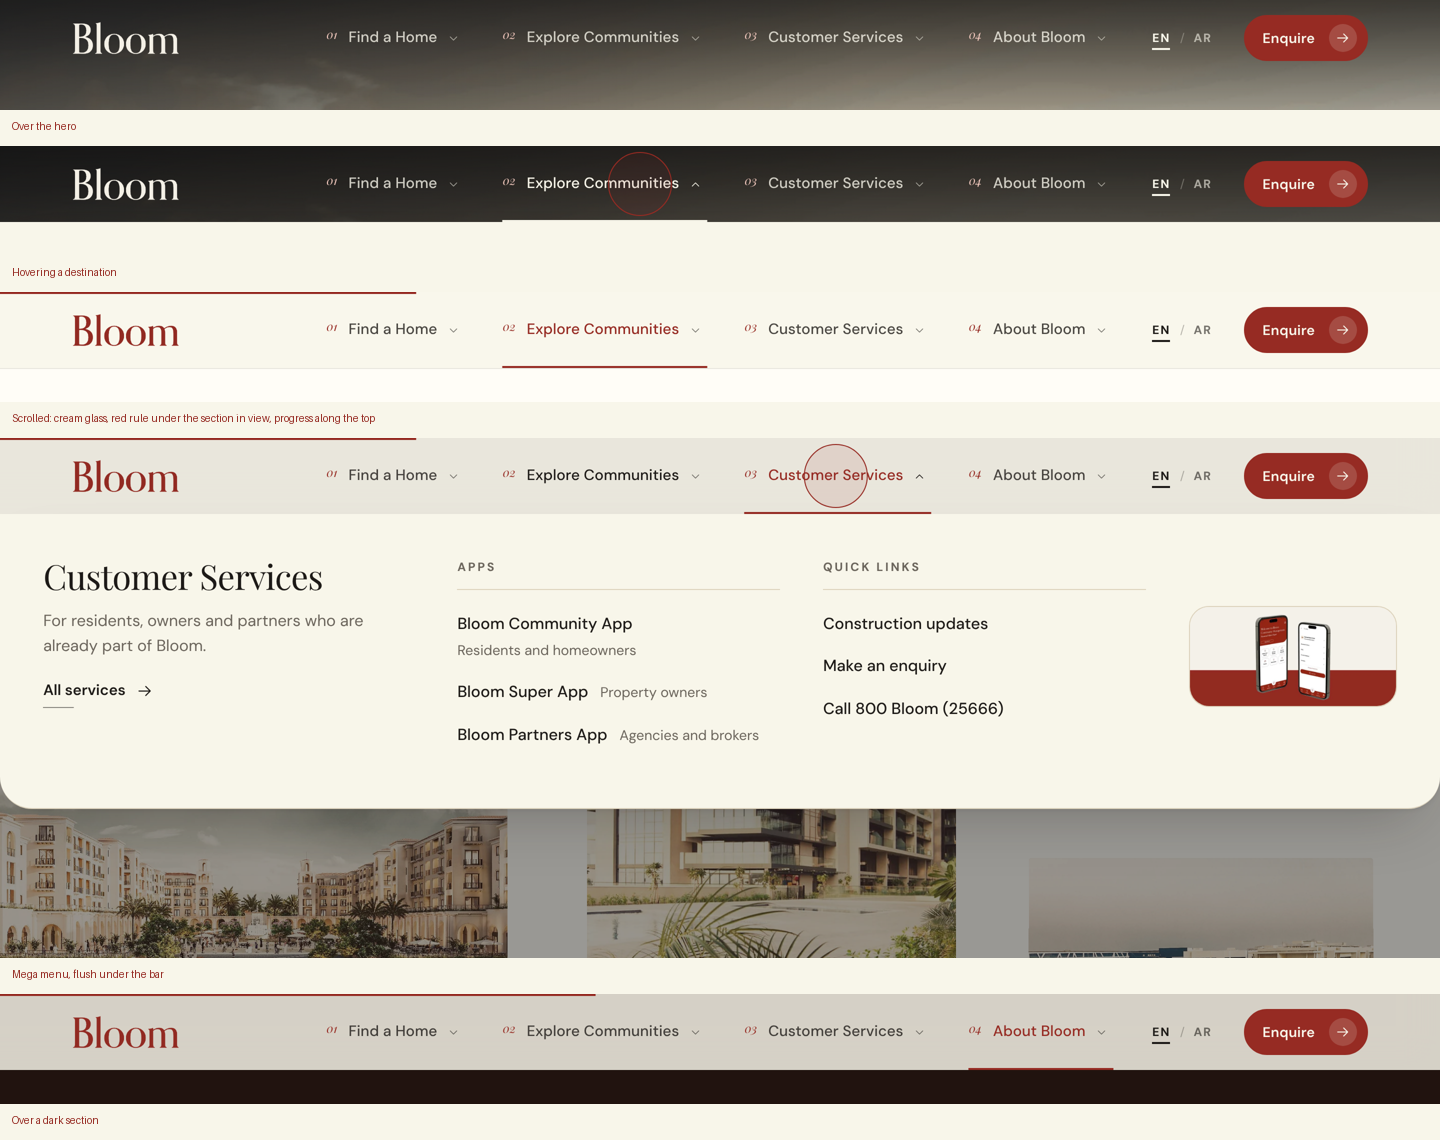 Bloom 01 Find a Home 02 Explore Communities 03 Customer Services 04 About Bloom EN / AR Enquire
Over the hero
Bloom 01 Find a Home 02 Explore Communities 03 Customer Services 04 About Bloom EN / AR Enquire
Hovering a destination
Bloom 01 Find a Home 02 Explore Communities 03 Customer Services 04 About Bloom EN / AR Enquire
Scrolled: cream glass, red rule under the section in view, progress along the top
Bloom 01 Find a Home 02 Explore Communities 03 Customer Services 04 About Bloom EN / AR Enquire
Customer Services
For residents, owners and partners who are
already part of Bloom.
All services
APPS
Bloom Community App
Residents and homeowners
Bloom Super App Property owners
Bloom Partners App Agencies and brokers
QUICK LINKS
Construction updates
Make an enquiry
Call 800 Bloom (25666)
Mega menu, flush under the bar
Bloom 01 Find a Home 02 Explore Communities 03 Customer Services 04 About Bloom EN / AR Enquire
Over a dark section